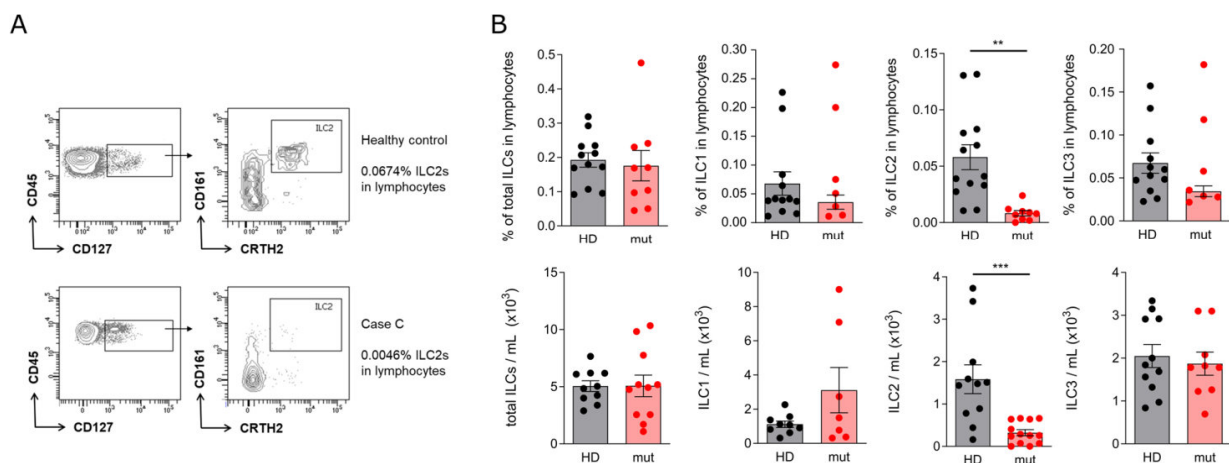 A
CD45
CD127
CD161
CRTH2
ILC2
Healthy control
0.0674% ILC2s
in lymphocytes
0 10² 10³ 10⁴ 10⁵
CD45
CD127
CD161
CRTH2
ILC2
Case C
0.0046% ILC2s
in lymphocytes
B
% of total ILCs in lymphocytes
0.5
0.4
0.3
0.2
0.1
0.0
HD mut
% of ILC1 in lymphocytes
0.30
0.25
0.20
0.15
0.10
0.05
0.00
HD mut
% of ILC2 in lymphocytes
0.15
0.10
0.05
0.00
**
HD mut
% of ILC3 in lymphocytes
0.20
0.15
0.10
0.05
0.00
HD mut
total ILCs / mL (x10³)
15
10
5
0
HD mut
ILC1 / mL (x10³)
10
8
6
4
2
0
HD mut
ILC2 / mL (x10³)
4
3
2
1
0
***
HD mut
ILC3 / mL (x10³)
4
3
2
1
0
HD mut